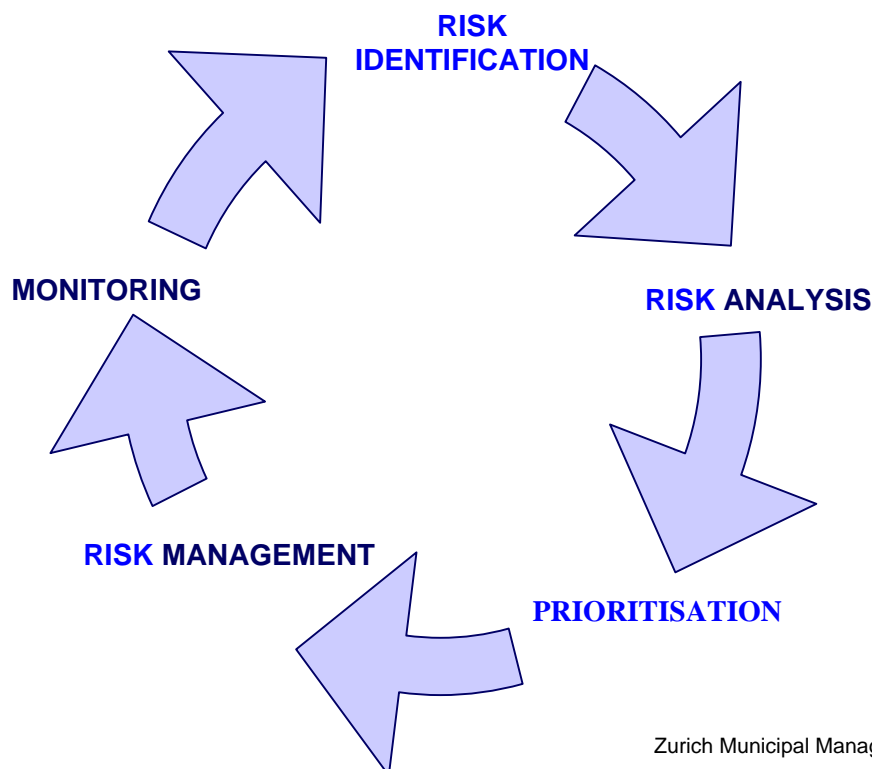 RISK
IDENTIFICATION
RISK ANALYSIS
PRIORITISATION
RISK MANAGEMENT
MONITORING
Zurich Municipal Manag